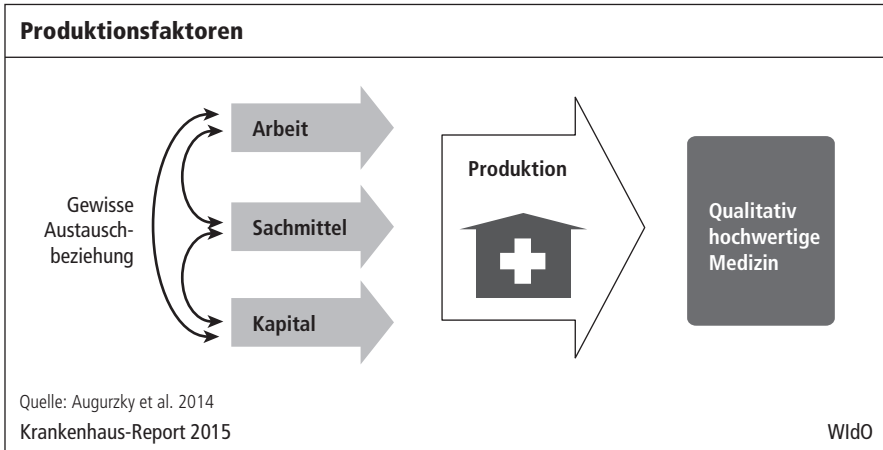 Produktionsfaktoren
Gewisse
Austausch-
beziehung
Arbeit
Sachmittel
Kapital
Produktion
Qualitativ
hochwertige
Medizin
Quelle: Augurzky et al. 2014
Krankenhaus-Report 2015
WIdO